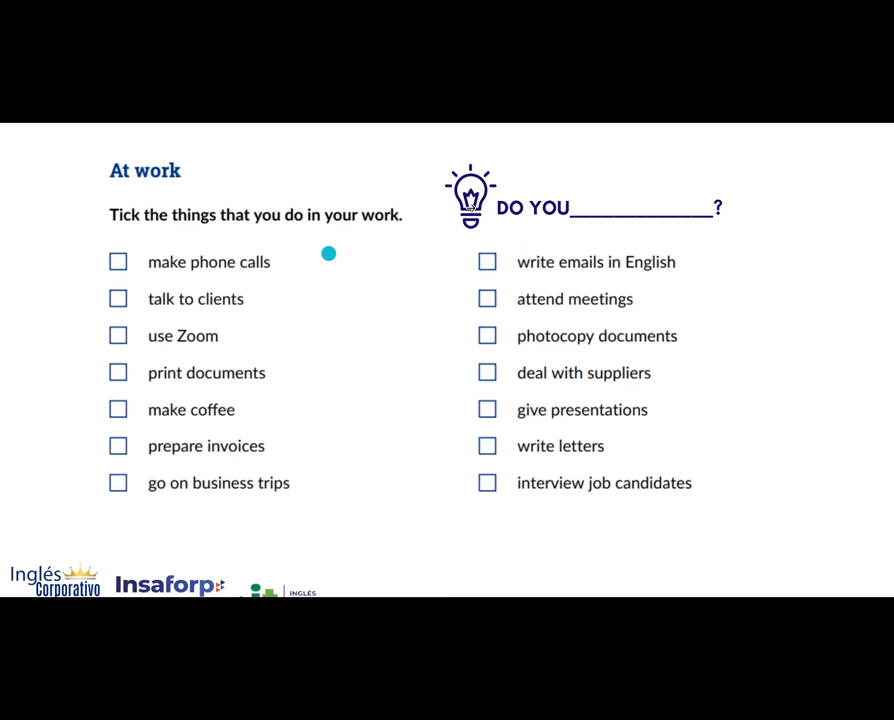 At work
Tick the things that you do in your work.
make phone calls
talk to clients
use Zoom
print documents
make coffee
prepare invoices
go on business trips
DO YOU_______________?
write emails in English
attend meetings
photocopy documents
deal with suppliers
give presentations
write letters
interview job candidates
Inglés
Corporativo
Insaforp
INGLÉS